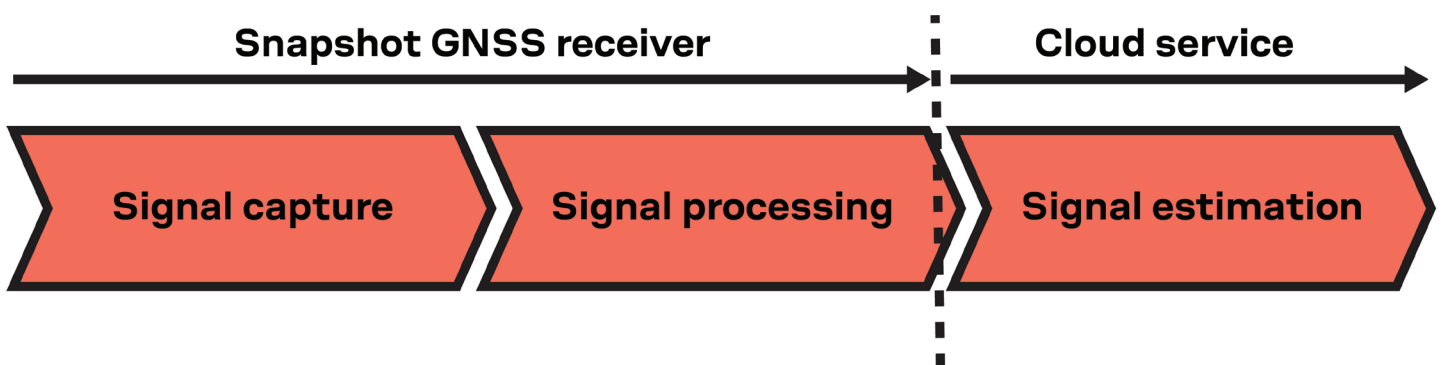 Snapshot GNSS receiver
Cloud service
Signal capture
Signal processing
Signal estimation